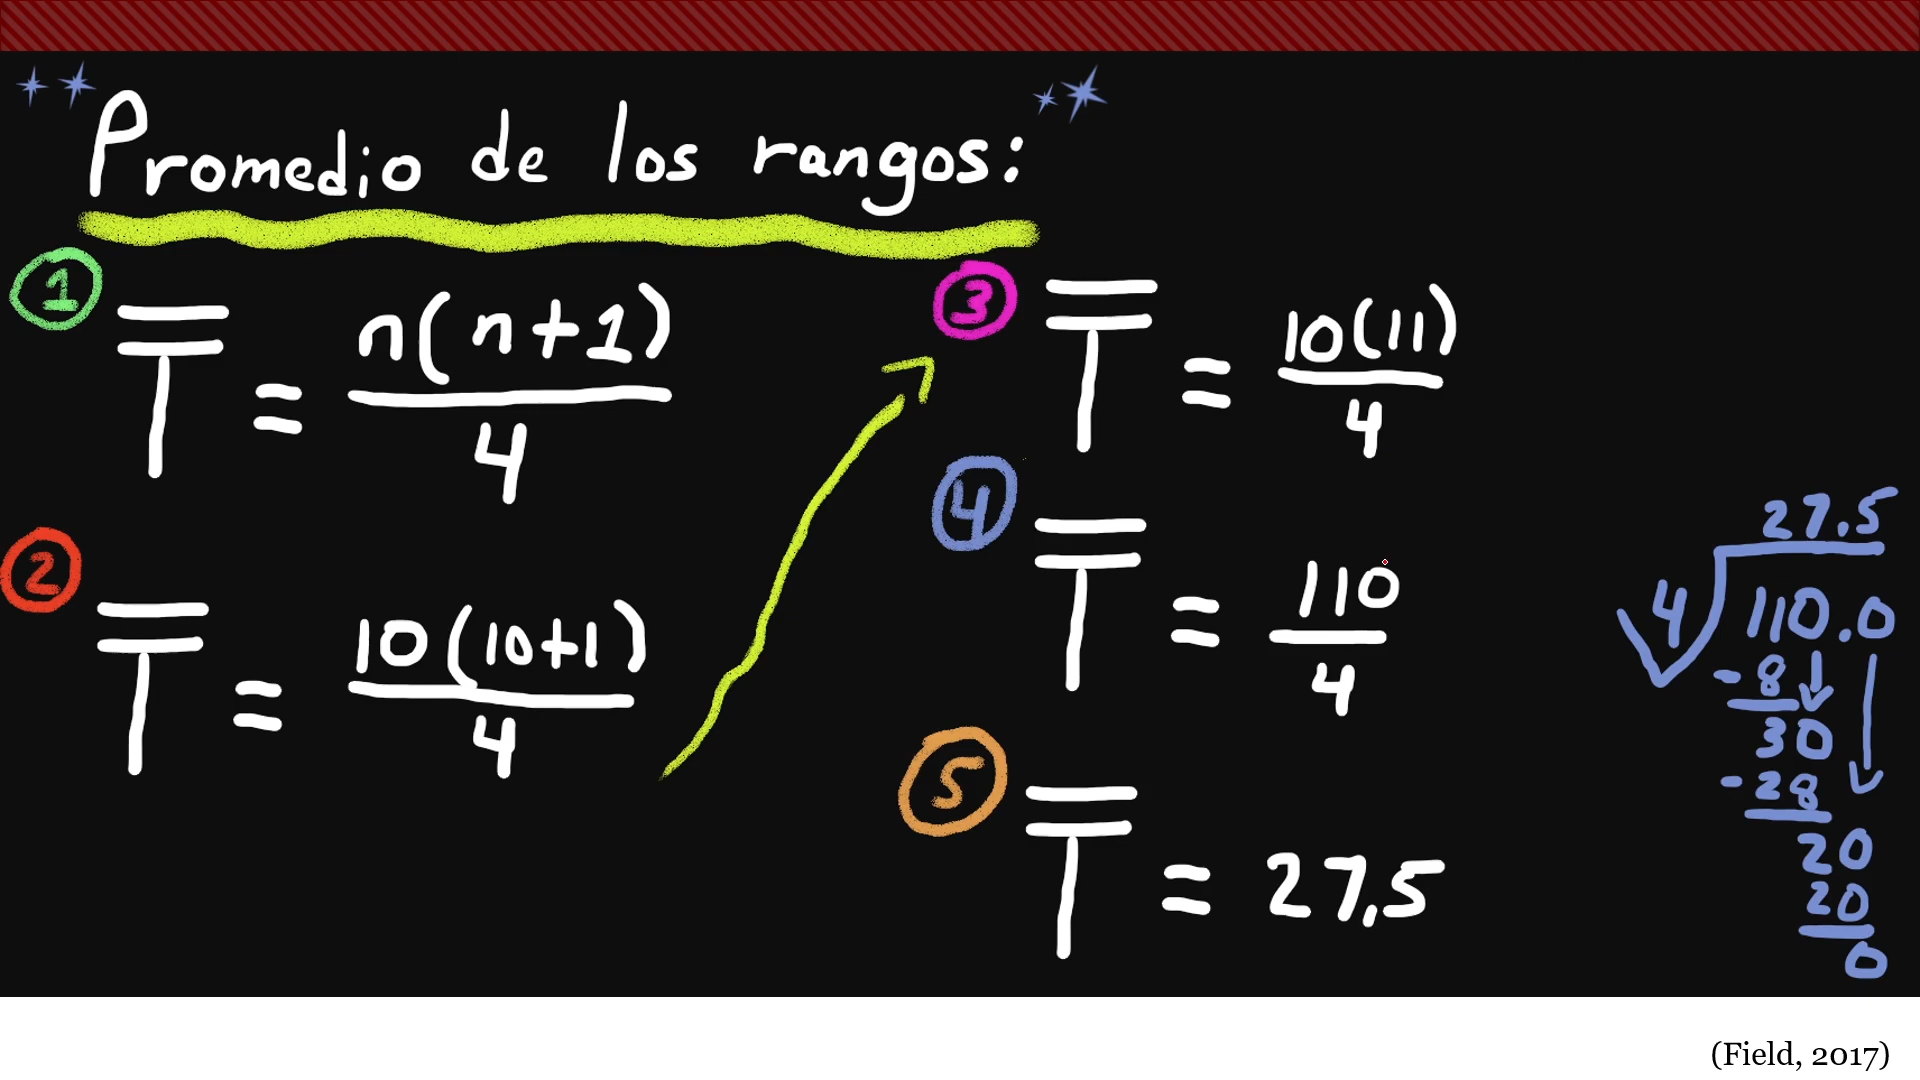 Promedio de los rangos:
1
T̿ = n(n+1) / 4
2
T̿ = 10(10+1) / 4
3
T̿ = 10(11) / 4
4
T̿ = 110 / 4
5
T̿ = 27,5
27.5
4 110.0
-8
30
-28
20
20
0
(Field, 2017)